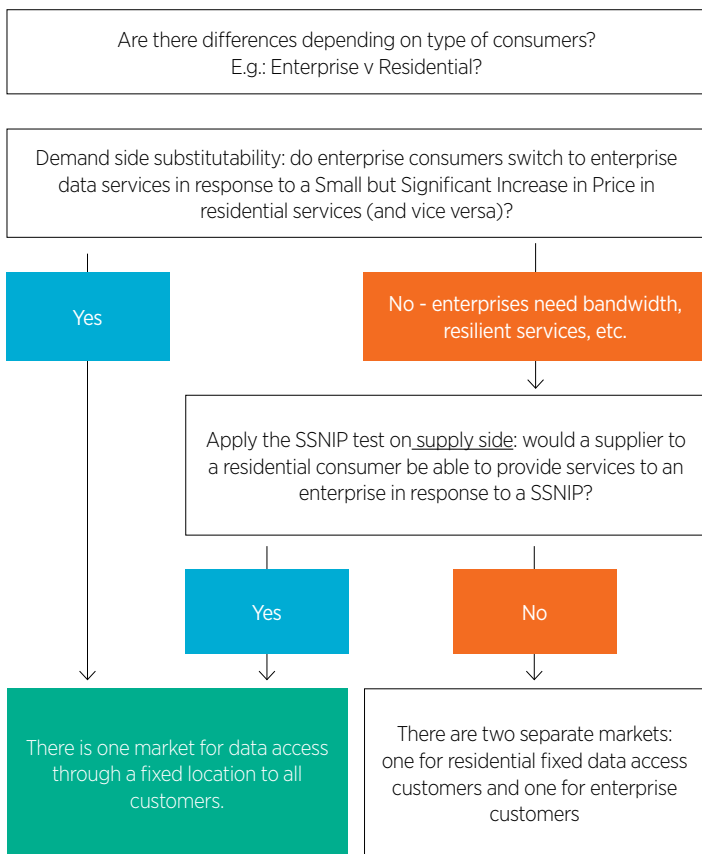 Are there differences depending on type of consumers?
E.g.: Enterprise v Residential?
Demand side substitutability: do enterprise consumers switch to enterprise
data services in response to a Small but Significant Increase in Price in
residential services (and vice versa)?
Yes
No - enterprises need bandwidth,
resilient services, etc.
Apply the SSNIP test on supply side: would a supplier to
a residential consumer be able to provide services to an
enterprise in response to a SSNIP?
Yes
No
There is one market for data access
through a fixed location to all
customers.
There are two separate markets:
one for residential fixed data access
customers and one for enterprise
customers